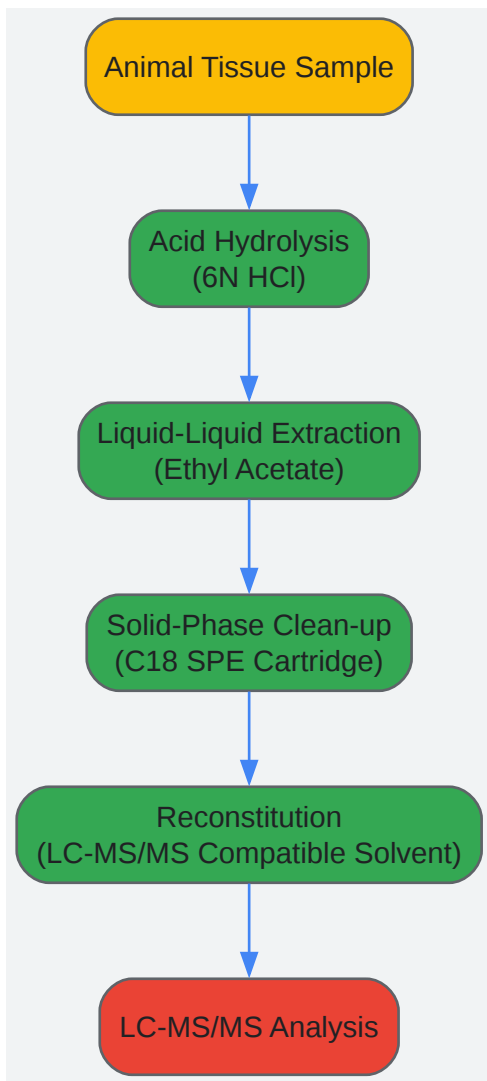 Animal Tissue Sample
Acid Hydrolysis
(6N HCl)
Liquid-Liquid Extraction
(Ethyl Acetate)
Solid-Phase Clean-up
(C18 SPE Cartridge)
Reconstitution
(LC-MS/MS Compatible Solvent)
LC-MS/MS Analysis